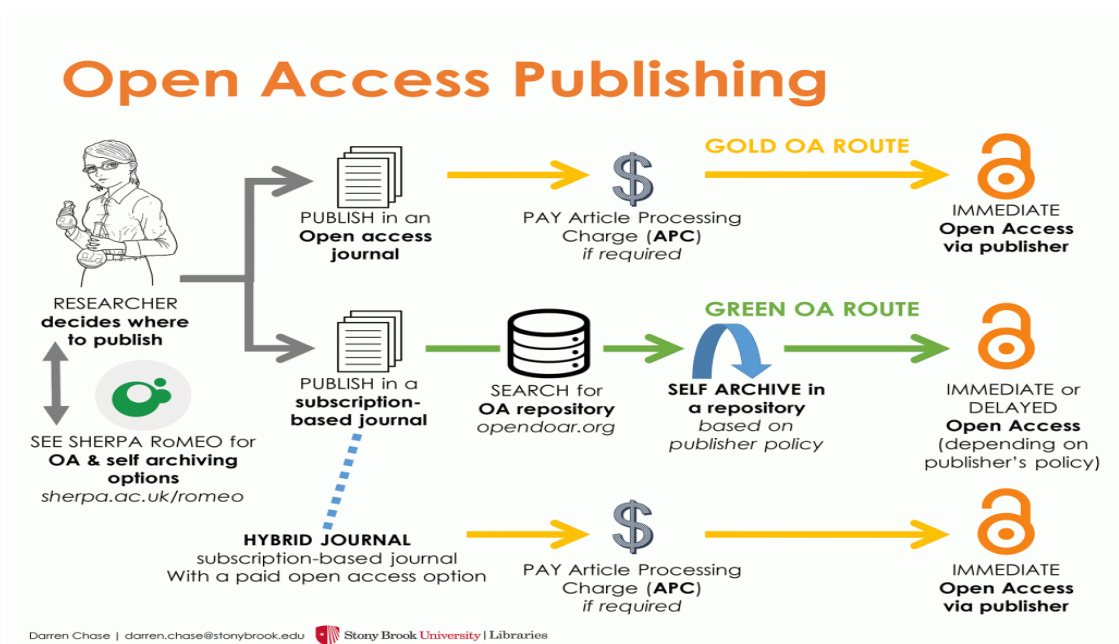 Open Access Publishing
GOLD OA ROUTE
PUBLISH in an
Open access
journal
PAY Article Processing
Charge (APC)
if required
IMMEDIATE
Open Access
via publisher
RESEARCHER
decides where
to publish
SEE SHERPA RoMEO for
OA & self archiving
options
sherpa.ac.uk/romeo
GREEN OA ROUTE
PUBLISH in a
subscription-
based journal
SEARCH for
OA repository
opendoar.org
SELF ARCHIVE in
a repository
based on
publisher policy
IMMEDIATE or
DELAYED
Open Access
(depending on
publisher's policy)
HYBRID JOURNAL
subscription-based journal
With a paid open access option
PAY Article Processing
Charge (APC)
if required
IMMEDIATE
Open Access
via publisher
Darren Chase | darren.chase@stonybrook.edu
Stony Brook University | Libraries